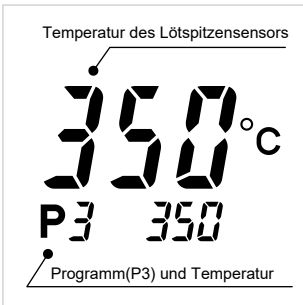 Temperatur des Lötspitzensensors
350°C
P3 350
Programm(P3) und Temperatur